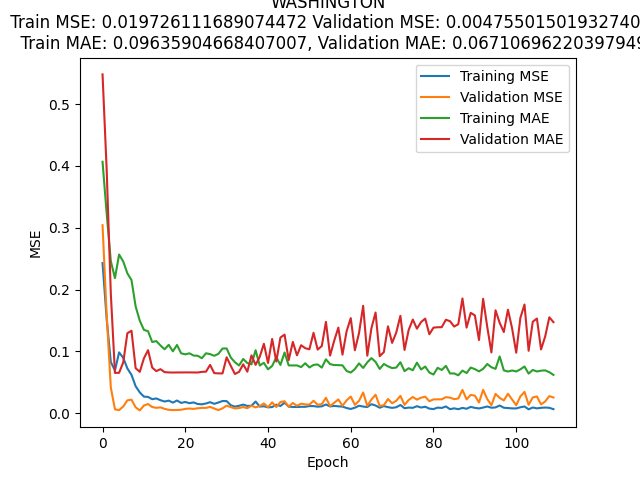 WASHINGTON
Train MSE: 0.019726111689074472 Validation MSE: 0.00475501501932740
Train MAE: 0.09635904668407007, Validation MAE: 0.06710696220397949
Training MSE
Validation MSE
Training MAE
Validation MAE
MSE
0.5
0.4
0.3
0.2
0.1
0.0
0 20 40 60 80 100
Epoch